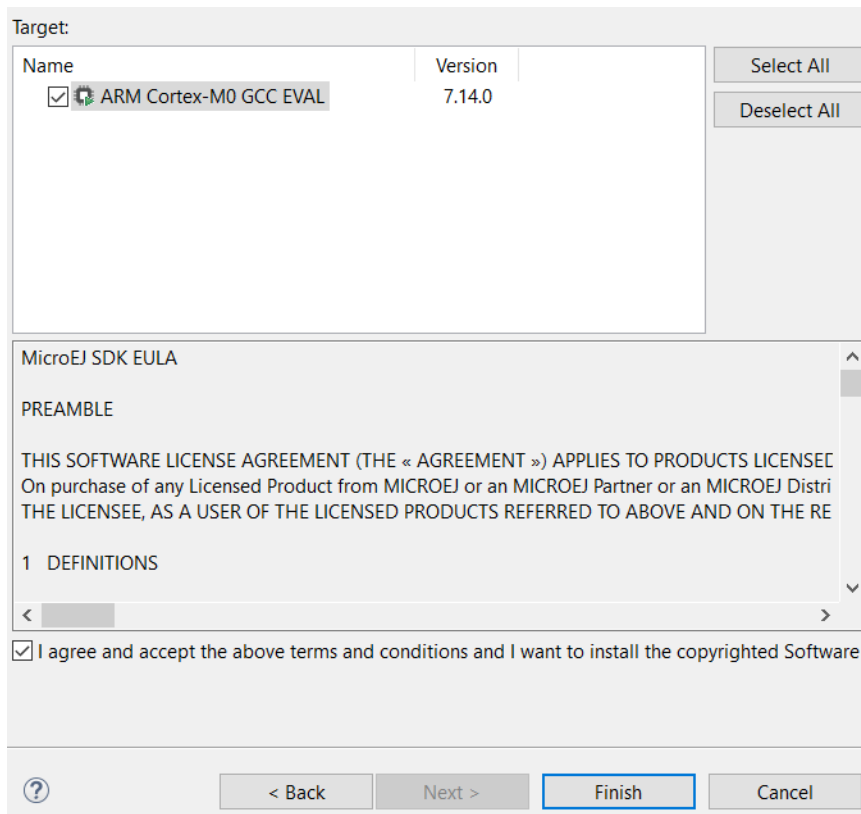 Target:
Name Version
ARM Cortex-M0 GCC EVAL 7.14.0
Select All
Deselect All
MicroEJ SDK EULA
PREAMBLE
THIS SOFTWARE LICENSE AGREEMENT (THE « AGREEMENT ») APPLIES TO PRODUCTS LICENSED
On purchase of any Licensed Product from MICROEJ or an MICROEJ Partner or an MICROEJ Distri
THE LICENSEE, AS A USER OF THE LICENSED PRODUCTS REFERRED TO ABOVE AND ON THE RE
1 DEFINITIONS
I agree and accept the above terms and conditions and I want to install the copyrighted Software
? < Back Next > Finish Cancel